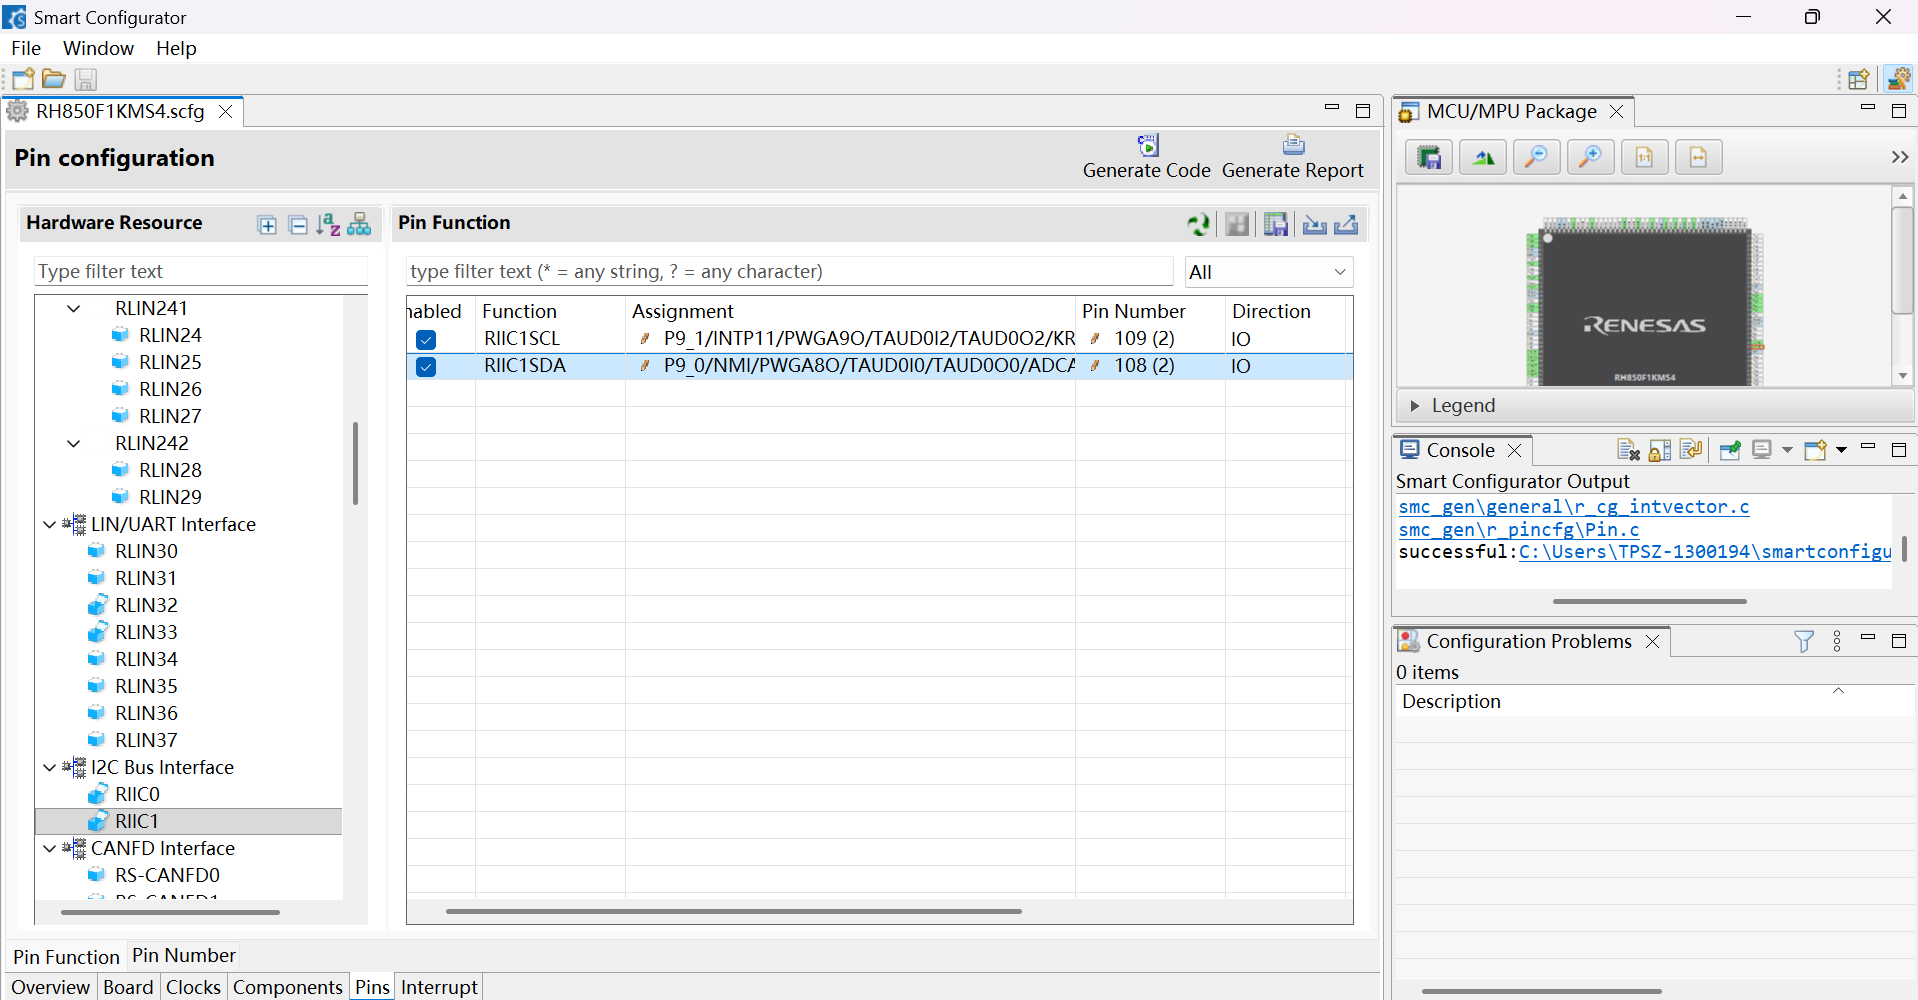 Smart Configurator
File Window Help
RH850F1KMS4.scfg
Pin configuration
Generate Code Generate Report
Hardware Resource
Type filter text
RLIN241
RLIN24
RLIN25
RLIN26
RLIN27
RLIN242
RLIN28
RLIN29
LIN/UART Interface
RLIN30
RLIN31
RLIN32
RLIN33
RLIN34
RLIN35
RLIN36
RLIN37
I2C Bus Interface
RIIC0
RIIC1
CANFD Interface
RS-CANFD0
Pin Function
type filter text (* = any string, ? = any character)
All
nabled Function Assignment Pin Number Direction
RIIC1SCL P9_1/INTP11/PWGA9O/TAUD0I2/TAUD0O2/KR 109 (2) IO
RIIC1SDA P9_0/NMI/PWGA8O/TAUD0I0/TAUD0O0/ADCA 108 (2) IO
Pin Function Pin Number
Overview Board Clocks Components Pins Interrupt
MCU/MPU Package
1:1
RENESAS
RH850F1KMS4
Legend
Console
Smart Configurator Output
smc_gen\general\r_cg_intvector.c
smc_gen\r_pincfg\Pin.c
successful:C:\Users\TPSZ-1300194\smartconfigu
Configuration Problems
0 items
Description